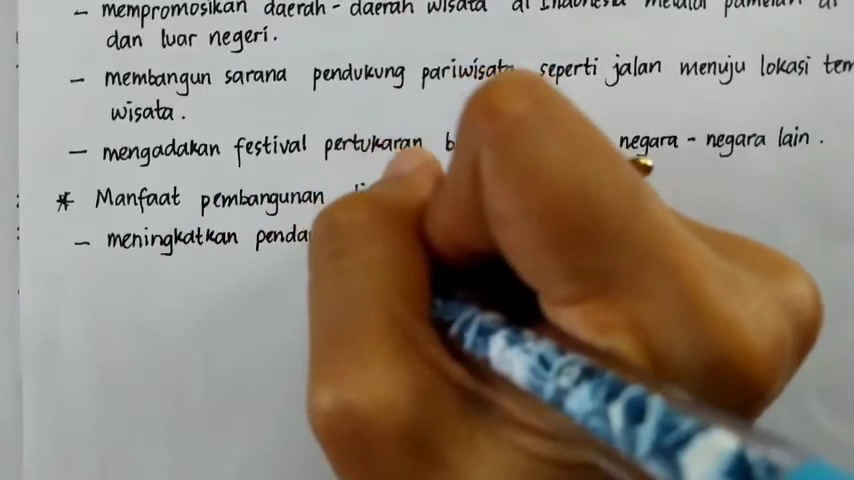 - mempromosikan daerah - daerah wisata di Indonesia melalui pameran di
dan luar negeri.
- membangun sarana pendukung pariwisata seperti jalan menuju lokasi tem
wisata.
- mengadakan festival pertukaran b negara - negara lain.
* Manfaat pembangunan
- meningkatkan penda